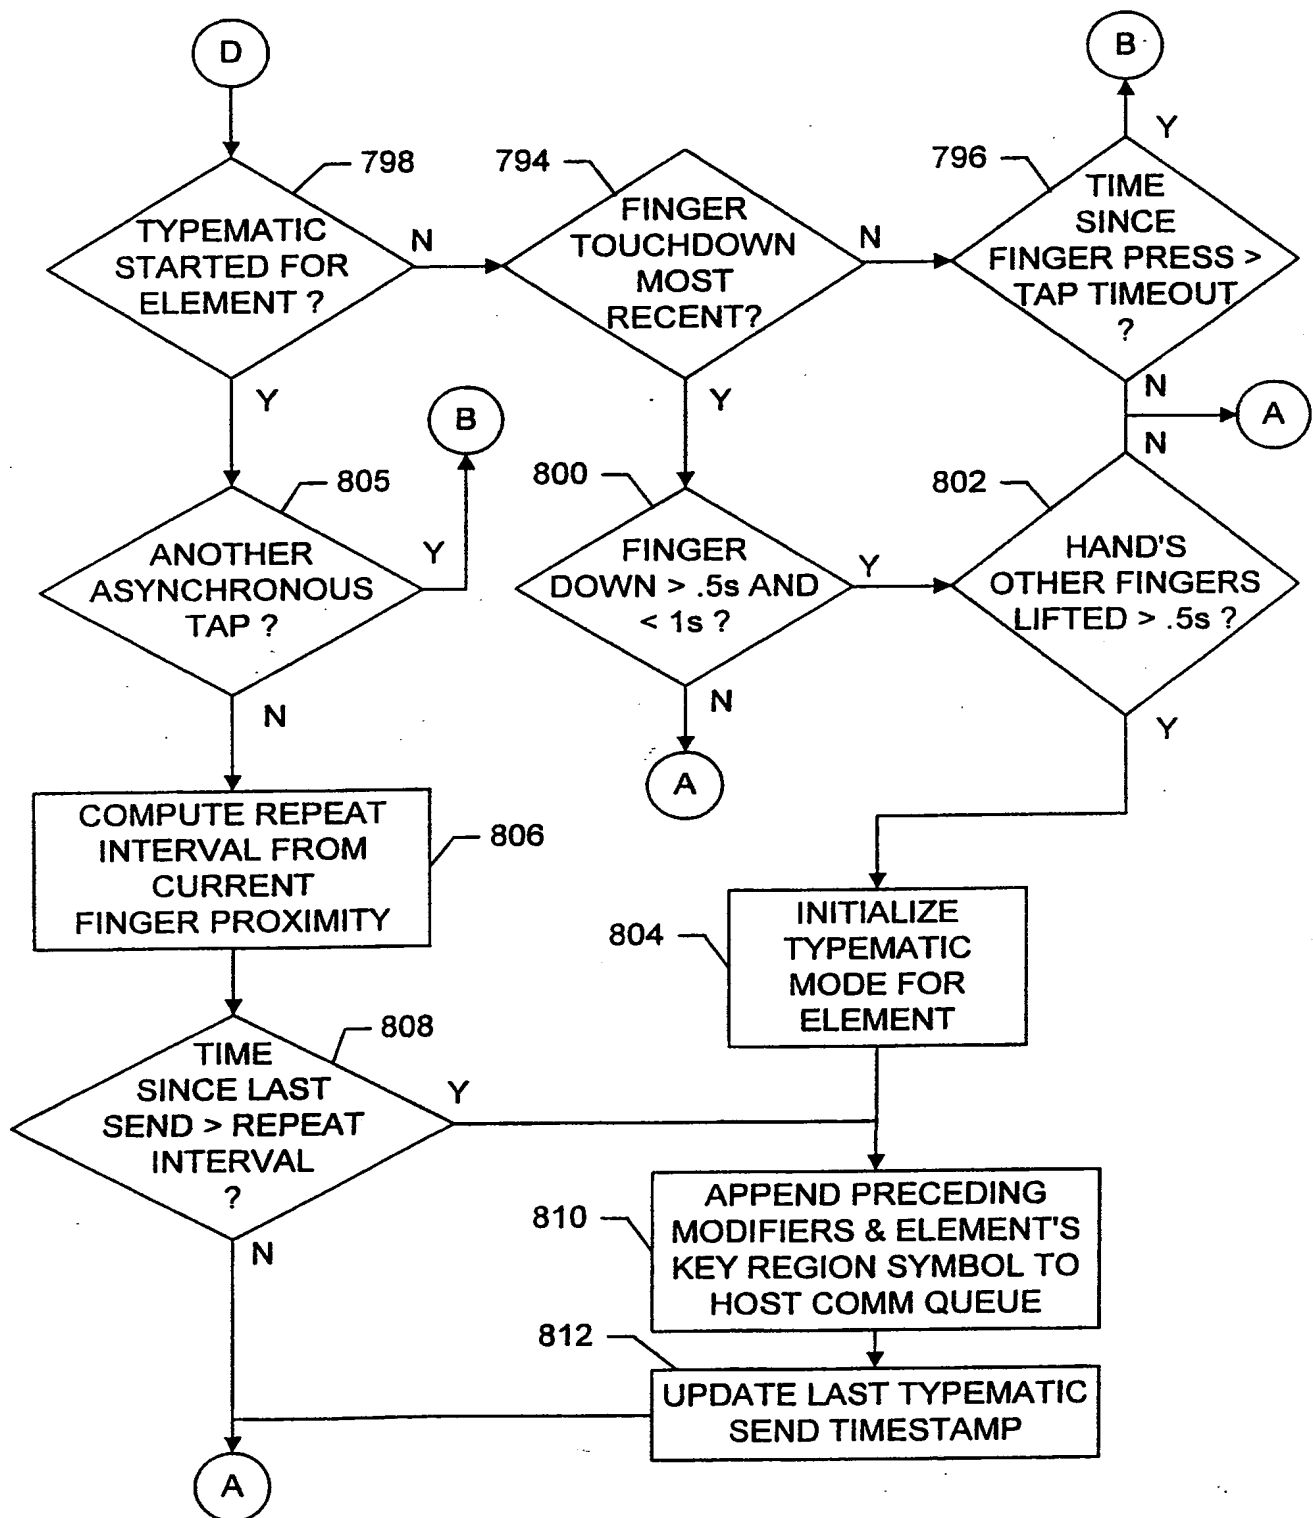 D
B
798
TYPEMATIC
STARTED FOR
ELEMENT ?
N
Y
794
FINGER
TOUCHDOWN
MOST
RECENT?
N
Y
796
Y
TIME
SINCE
FINGER PRESS >
TAP TIMEOUT
?
N
A
N
B
805
ANOTHER
ASYNCHRONOUS
TAP ?
Y
N
800
FINGER
DOWN > .5s AND
< 1s ?
Y
N
A
802
HAND'S
OTHER FINGERS
LIFTED > .5s ?
Y
COMPUTE REPEAT
INTERVAL FROM
CURRENT
FINGER PROXIMITY
806
804
INITIALIZE
TYPEMATIC
MODE FOR
ELEMENT
808
TIME
SINCE LAST
SEND > REPEAT
INTERVAL
?
Y
N
810
APPEND PRECEDING
MODIFIERS & ELEMENT'S
KEY REGION SYMBOL TO
HOST COMM QUEUE
812
UPDATE LAST TYPEMATIC
SEND TIMESTAMP
A